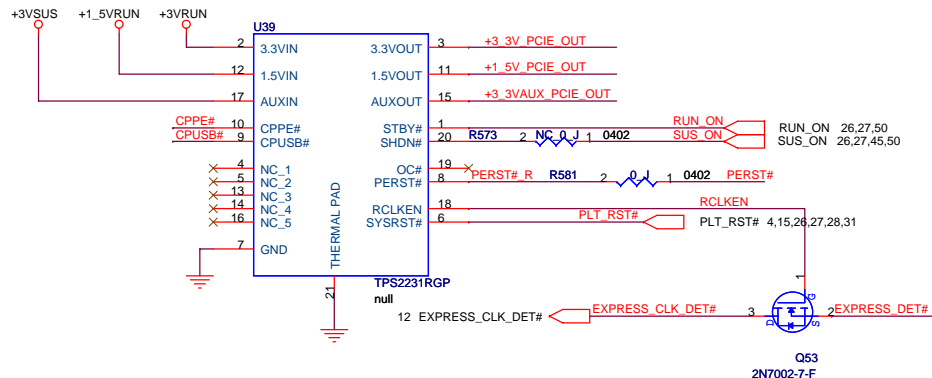 +3VSUS +1_5VRUN +3VRUN
U39
2 3.3VIN 3.3VOUT 3 +3_3V_PCIE_OUT
12 1.5VIN 1.5VOUT 11 +1_5V_PCIE_OUT
17 AUXIN AUXOUT 15 +3_3VAUX_PCIE_OUT
CPPE# 10 CPPE# STBY# 1 RUN_ON RUN_ON 26,27,50
CPUSB# 9 CPUSB# SHDN# 20 R573 2 NC_0_J 1 0402 SUS_ON SUS_ON 26,27,45,50
4 NC_1 OC# 19
5 NC_2 PERST# 8 PERST#_R R581 2 0_J 1 0402 PERST#
13 NC_3
14 NC_4 RCLKEN 18 RCLKEN
16 NC_5 SYSRST# 6 PLT_RST# PLT_RST# 4,15,26,27,28,31
7 GND
THERMAL PAD
21
TPS2231RGP
null
1
G
12 EXPRESS_CLK_DET# EXPRESS_CLK_DET# 3 D S 2 EXPRESS_DET#
Q53
2N7002-7-F